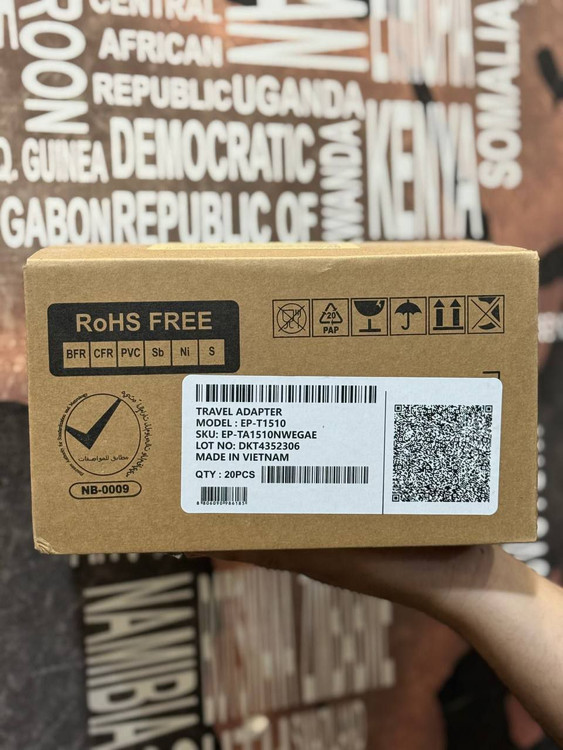 CENTRAL
AFRICAN
REPUBLIC
UGANDA
ROON
SOMALIA
Q. GUINEA
DEMOCRATIC
REPUBLIC OF
GABON
KENYA
RoHS FREE
BFR CFR PVC Sb Ni S
20
PAP
TRAVEL ADAPTER
MODEL : EP-T1510
SKU: EP-TA1510NWEGAE
LOT NO: DKT4352306
MADE IN VIETNAM
QTY : 20PCS
مطابق للمواصفات
NB-0009
NAMIBIA